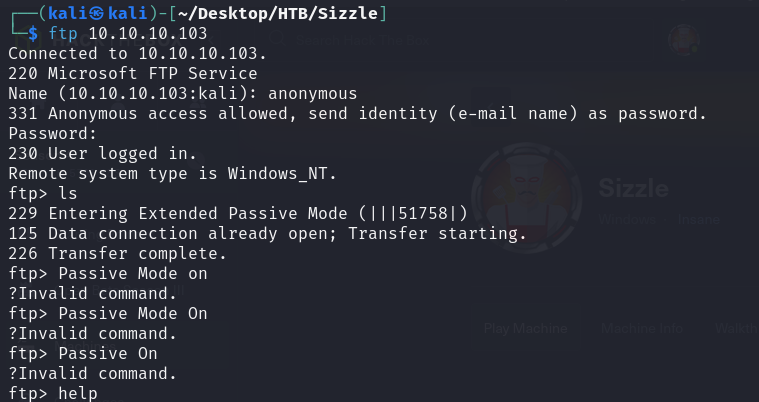 ┌──(kali㉿kali)-[~/Desktop/HTB/Sizzle]
└─$ ftp 10.10.10.103
Connected to 10.10.10.103.
220 Microsoft FTP Service
Name (10.10.10.103:kali): anonymous
331 Anonymous access allowed, send identity (e-mail name) as password.
Password:
230 User logged in.
Remote system type is Windows_NT.
ftp> ls
229 Entering Extended Passive Mode (|||51758|)
125 Data connection already open; Transfer starting.
226 Transfer complete.
ftp> Passive Mode on
?Invalid command.
ftp> Passive Mode On
?Invalid command.
ftp> Passive On
?Invalid command.
ftp> help
Sizzle
Play Machine
Machine Info